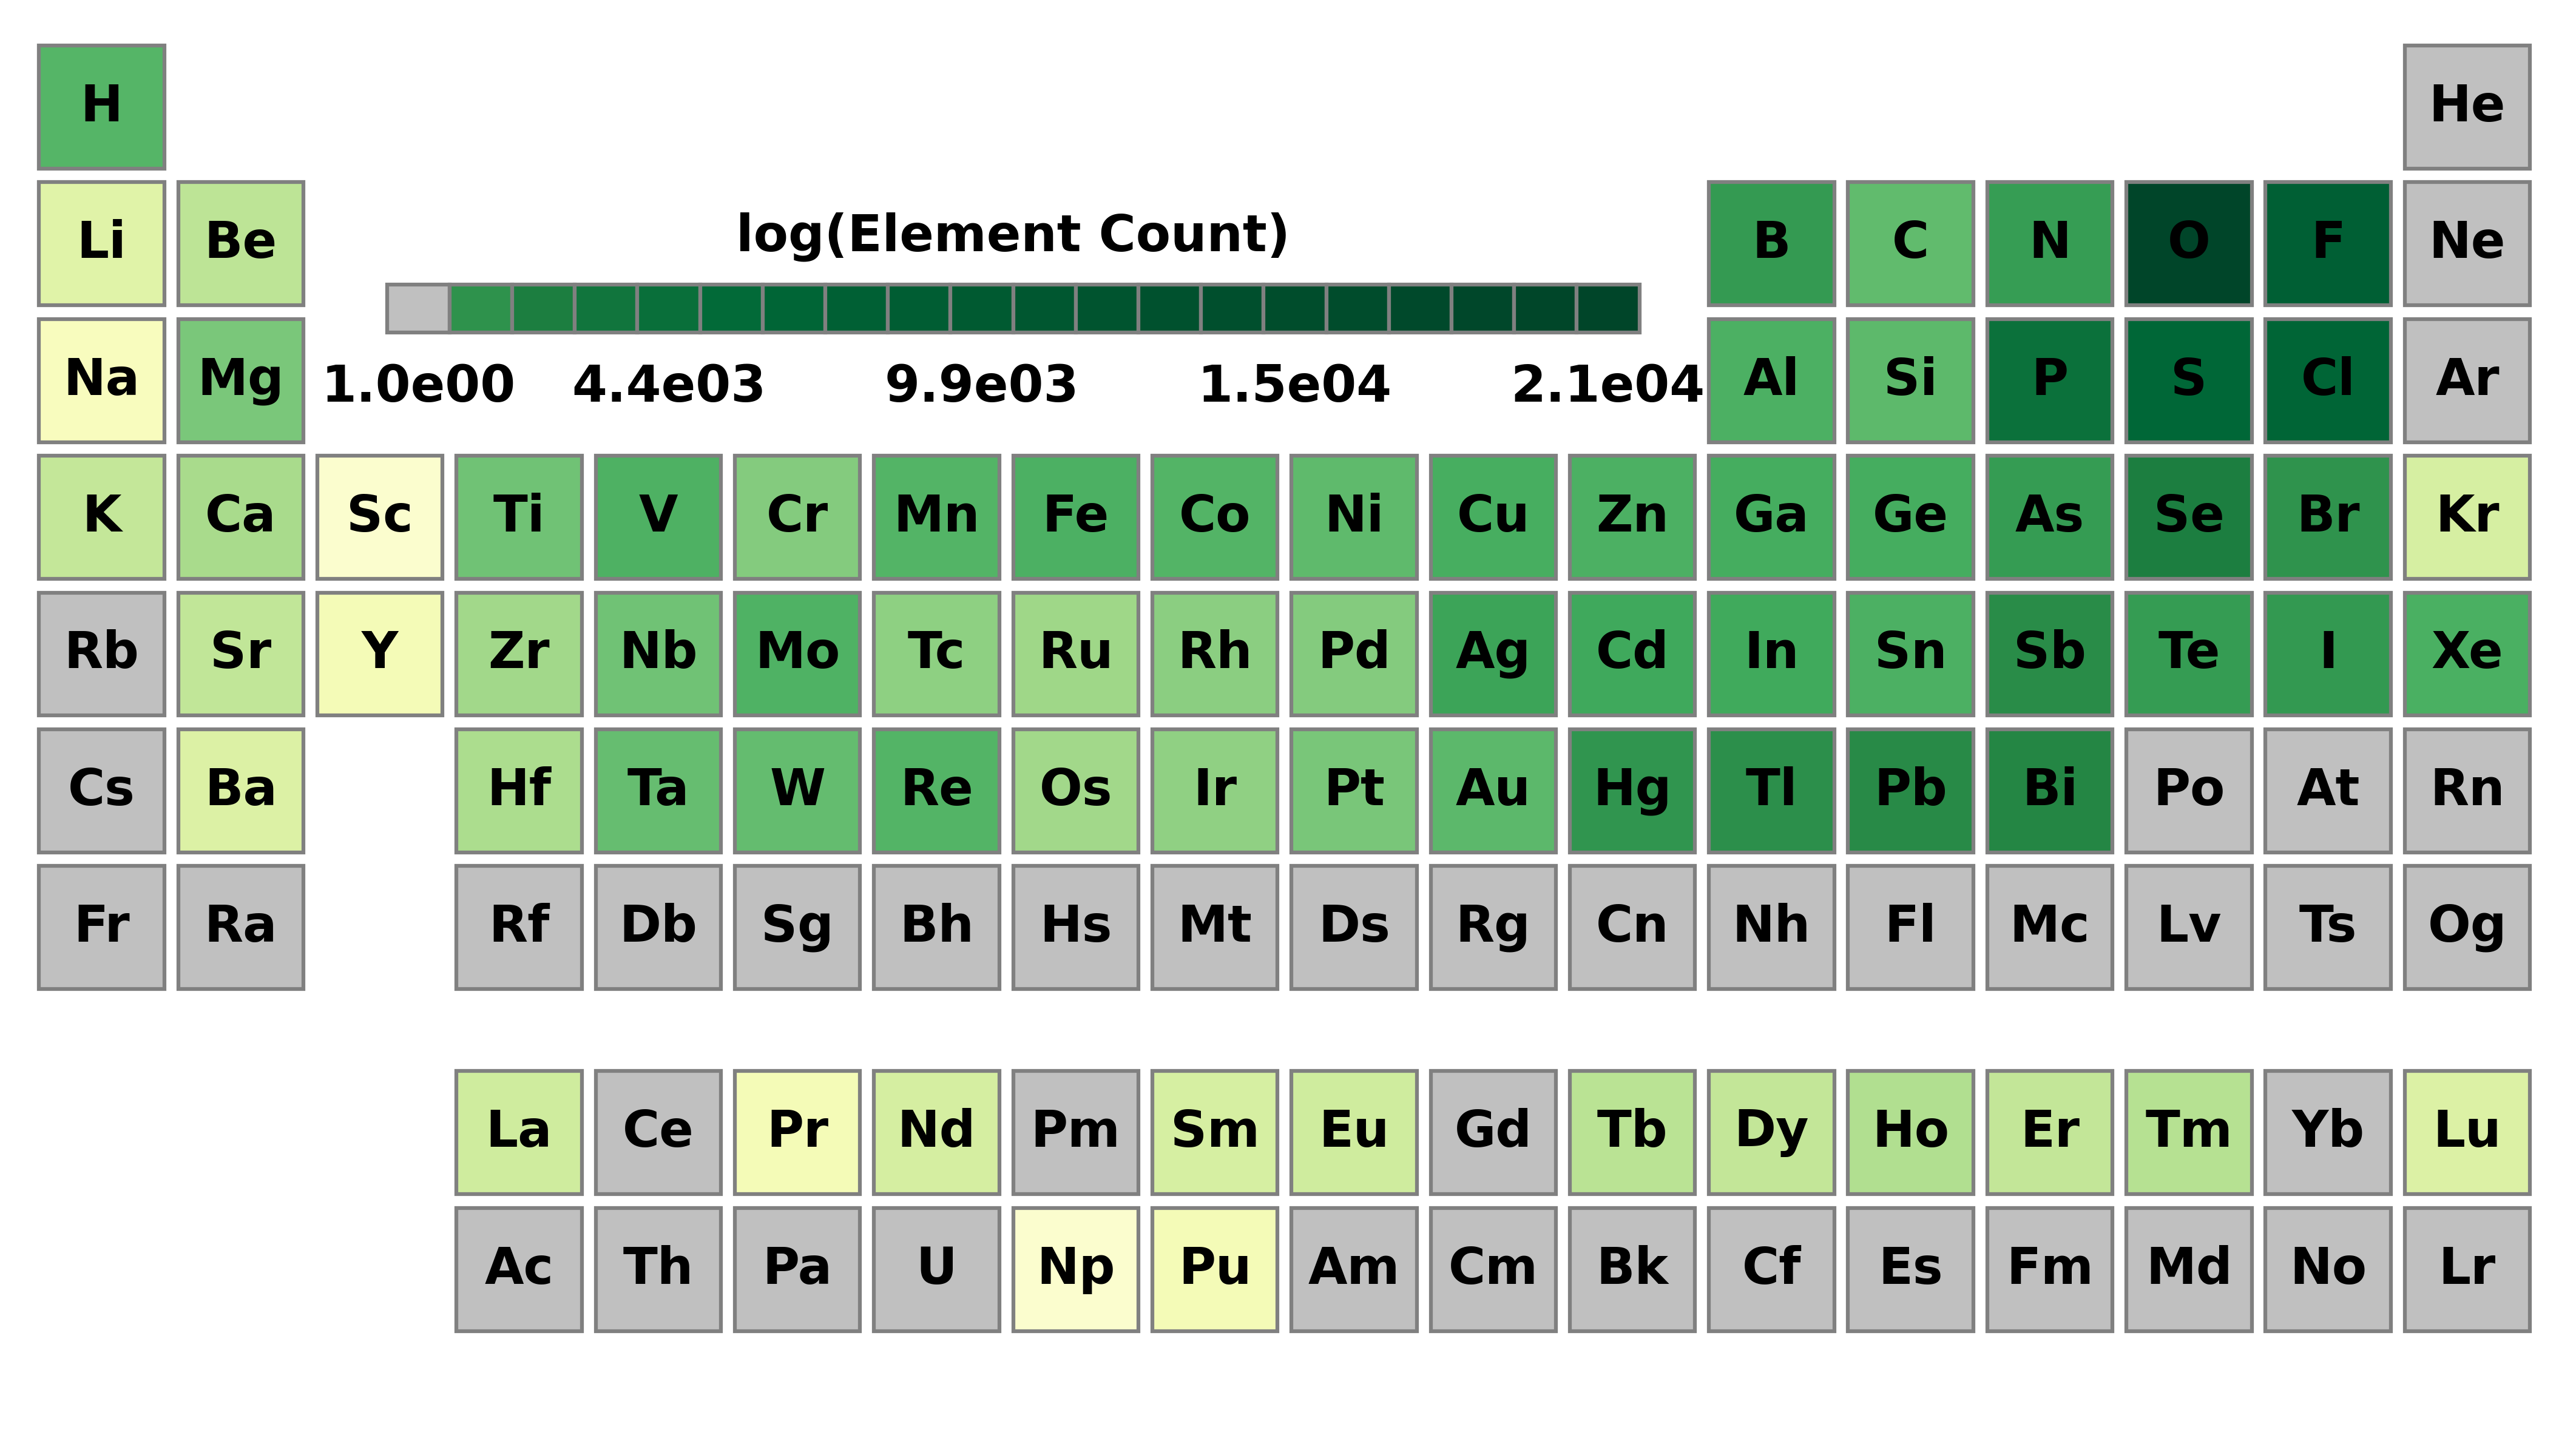 H He
Li Be B C N O F Ne
log(Element Count)
Na Mg Al Si P S Cl Ar
1.0e00 4.4e03 9.9e03 1.5e04 2.1e04
K Ca Sc Ti V Cr Mn Fe Co Ni Cu Zn Ga Ge As Se Br Kr
Rb Sr Y Zr Nb Mo Tc Ru Rh Pd Ag Cd In Sn Sb Te I Xe
Cs Ba Hf Ta W Re Os Ir Pt Au Hg Tl Pb Bi Po At Rn
Fr Ra Rf Db Sg Bh Hs Mt Ds Rg Cn Nh Fl Mc Lv Ts Og
La Ce Pr Nd Pm Sm Eu Gd Tb Dy Ho Er Tm Yb Lu
Ac Th Pa U Np Pu Am Cm Bk Cf Es Fm Md No Lr